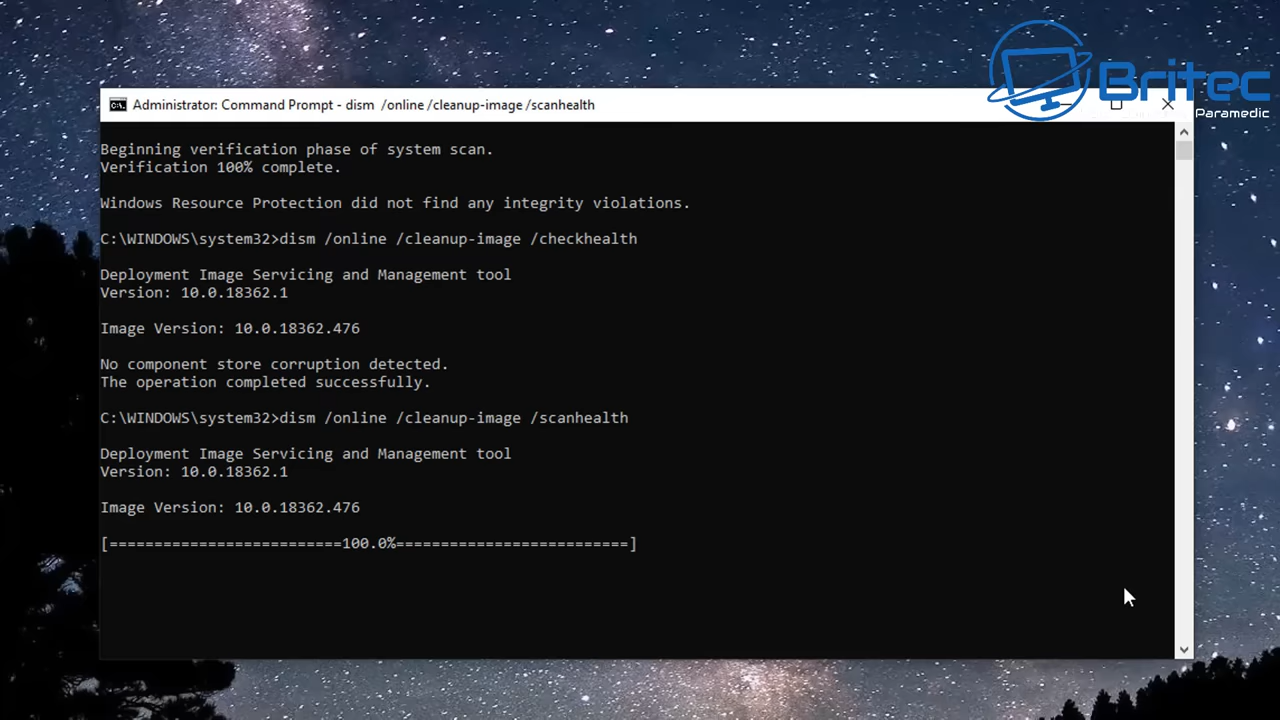 Britec
Paramedic
Administrator: Command Prompt - dism  /online /cleanup-image /scanhealth
Beginning verification phase of system scan.
Verification 100% complete.
Windows Resource Protection did not find any integrity violations.
C:\WINDOWS\system32>dism /online /cleanup-image /checkhealth
Deployment Image Servicing and Management tool
Version: 10.0.18362.1
Image Version: 10.0.18362.476
No component store corruption detected.
The operation completed successfully.
C:\WINDOWS\system32>dism /online /cleanup-image /scanhealth
Deployment Image Servicing and Management tool
Version: 10.0.18362.1
Image Version: 10.0.18362.476
[==========================100.0%==========================]